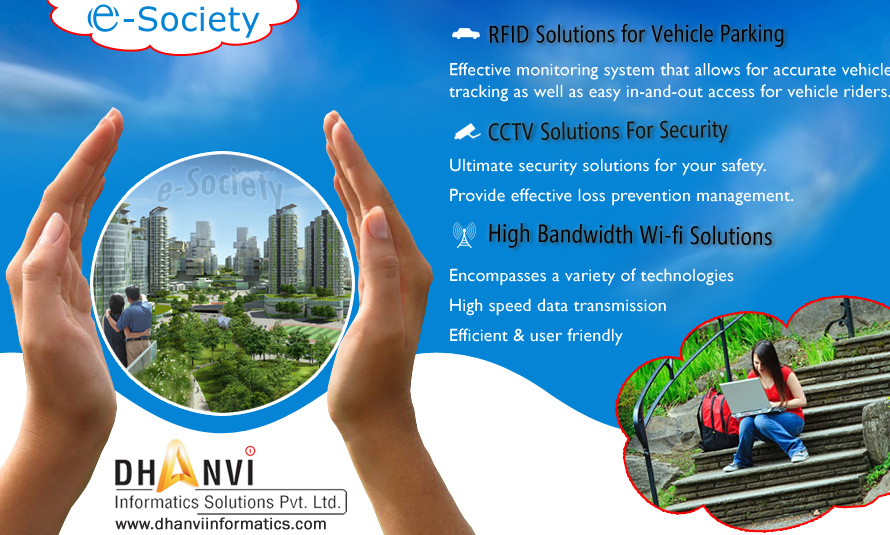 e-Society
RFID Solutions for Vehicle Parking
Effective monitoring system that allows for accurate vehicle
tracking as well as easy in-and-out access for vehicle riders.
CCTV Solutions For Security
Ultimate security solutions for your safety.
Provide effective loss prevention management.
High Bandwidth Wi-fi Solutions
Encompasses a variety of technologies
High speed data transmission
Efficient & user friendly
e-Society
DHANVI
Informatics Solutions Pvt. Ltd.
www.dhanviinformatics.com